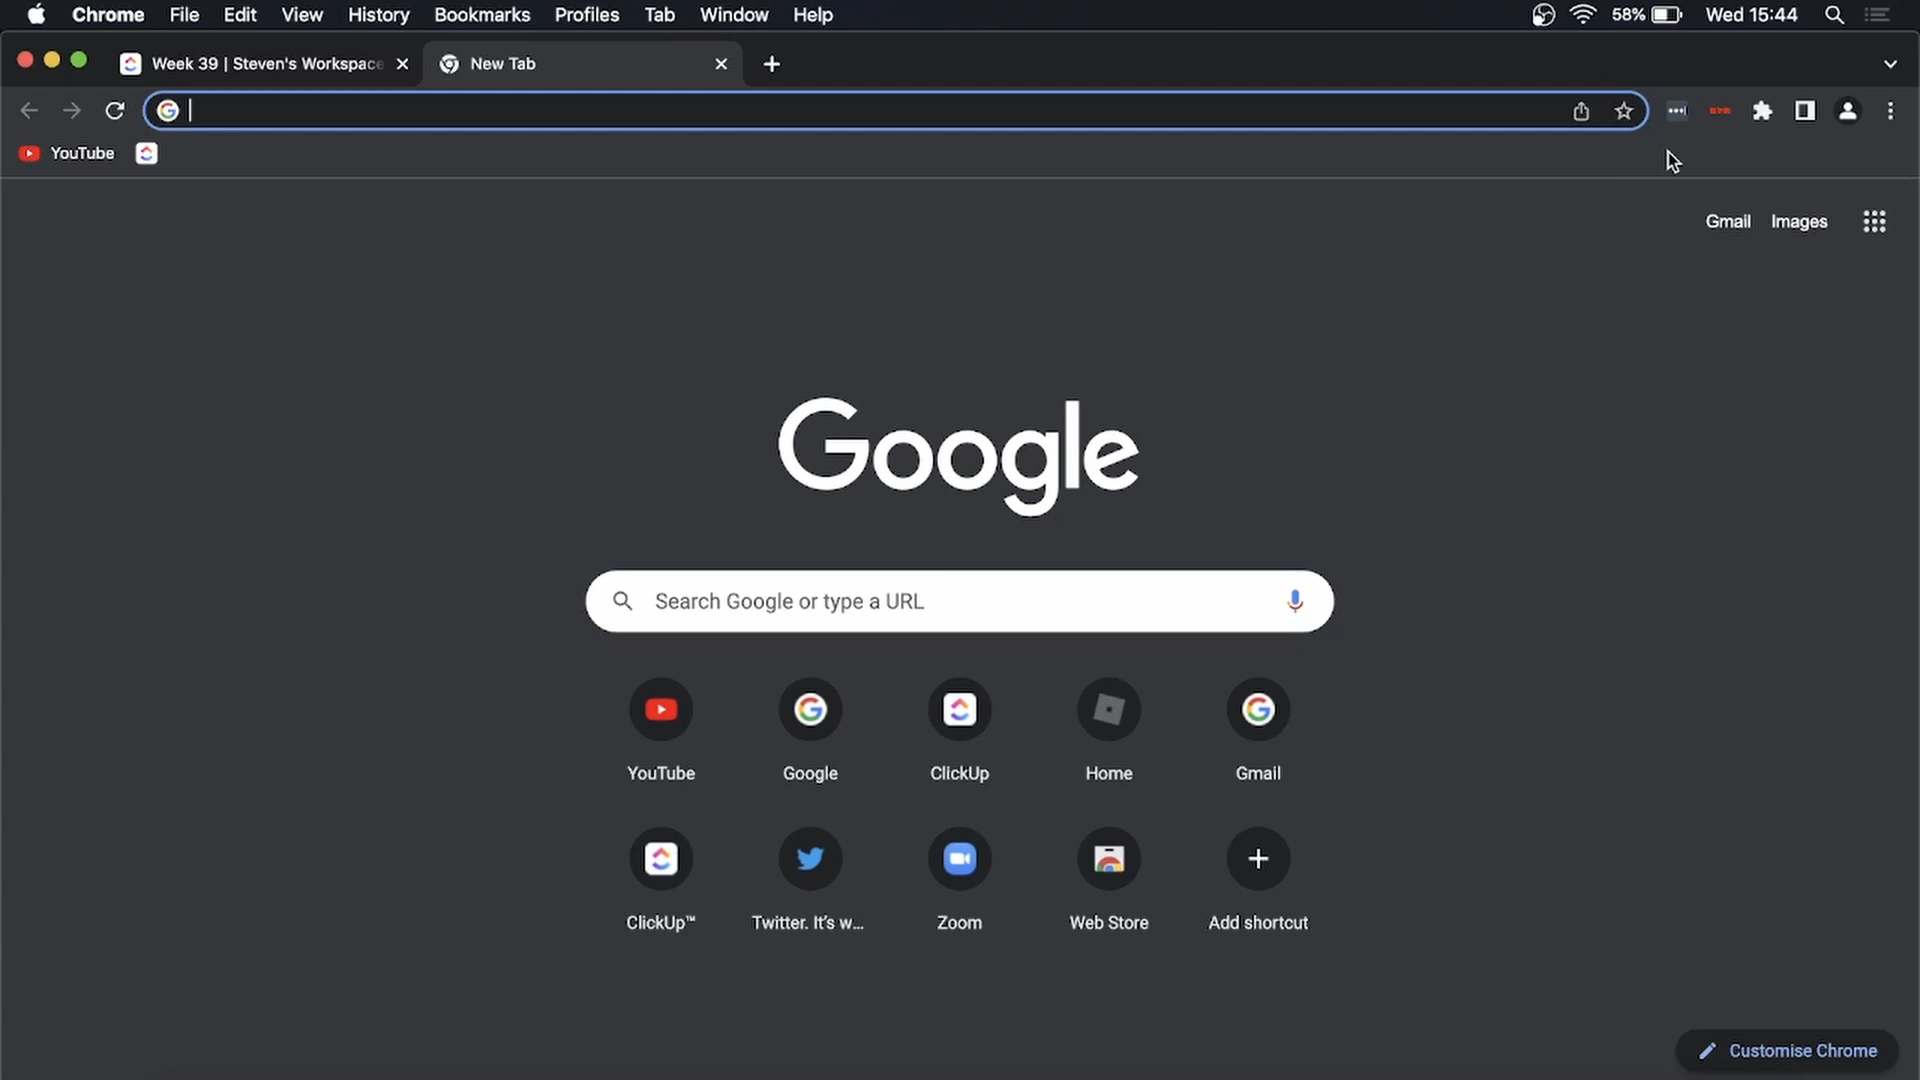 Chrome File Edit View History Bookmarks Profiles Tab Window Help 58% Wed 15:44
Week 39 | Steven's Workspace New Tab
YouTube
Gmail Images
Google
Search Google or type a URL
YouTube Google ClickUp Home Gmail
ClickUp™ Twitter. It's w... Zoom Web Store Add shortcut
Customise Chrome